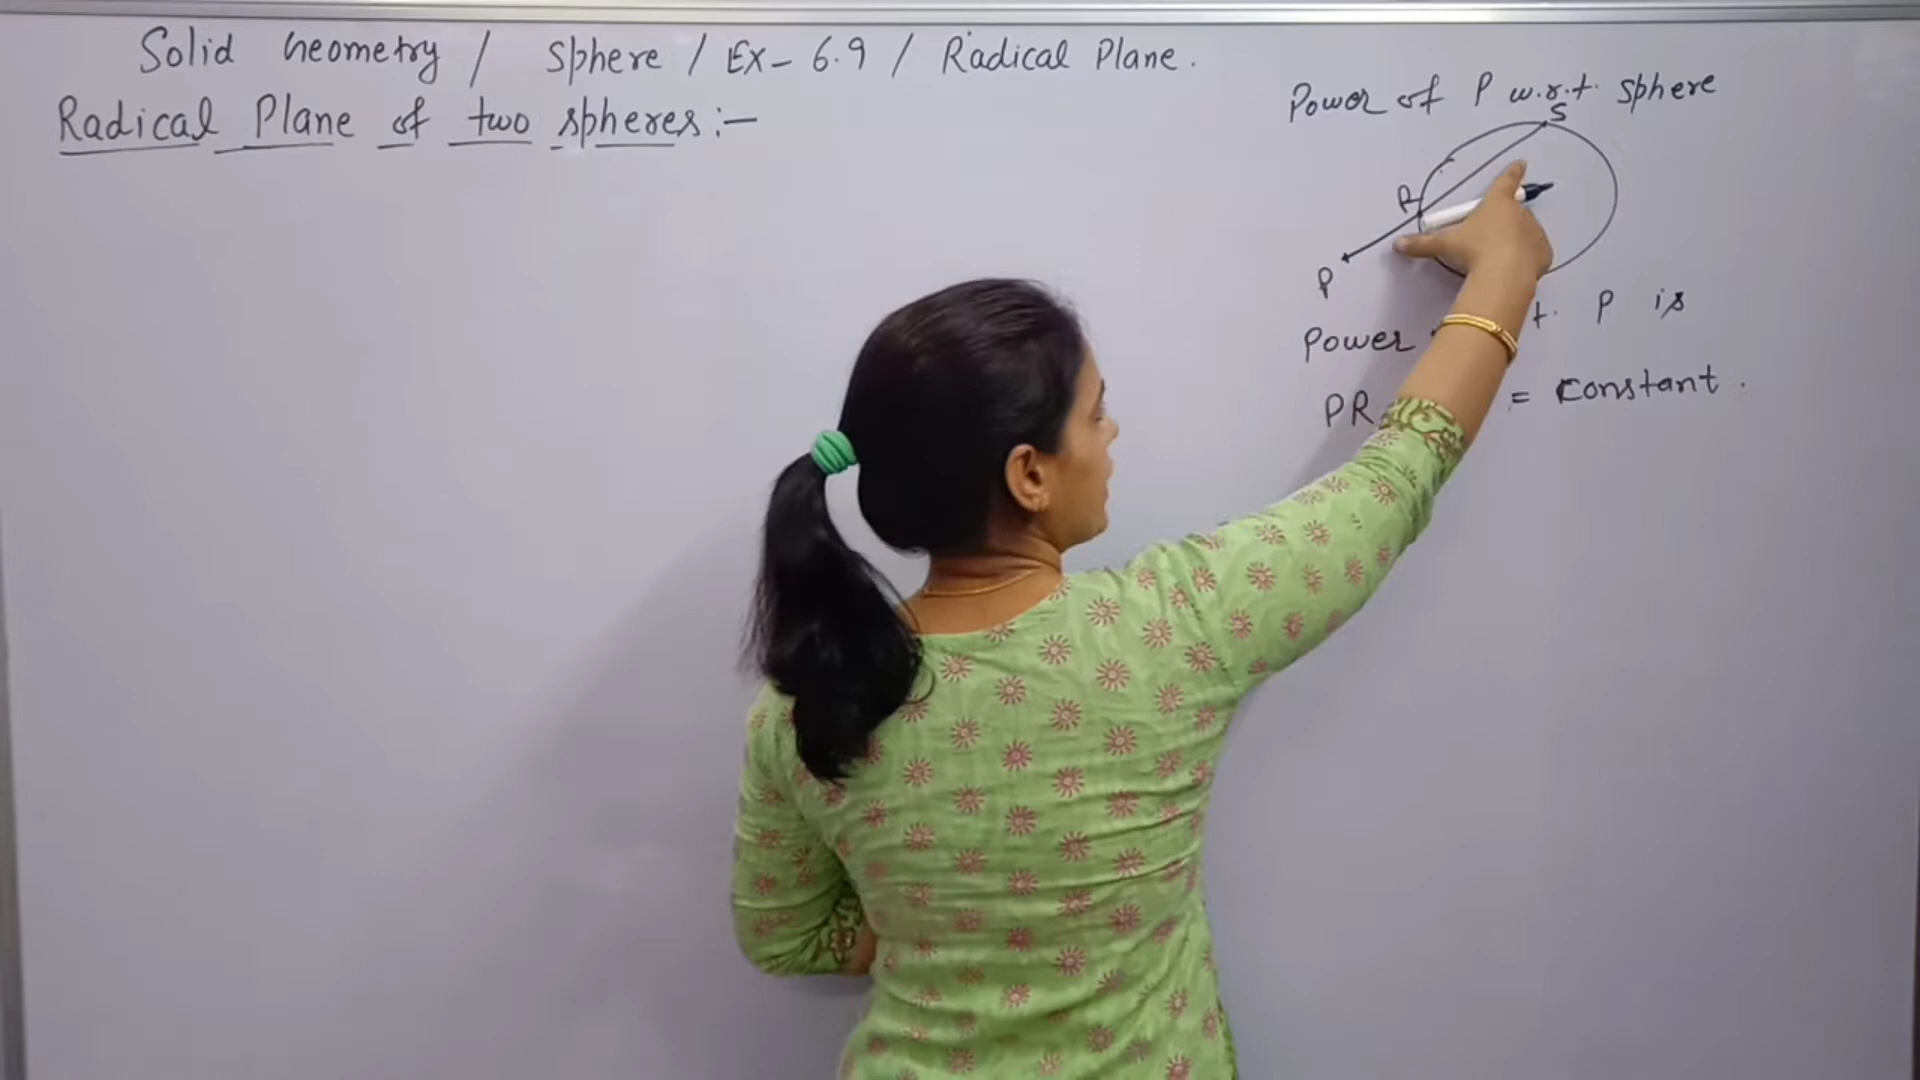 Solid Geometry / Sphere / Ex- 6.9 / Radical Plane.
Radical Plane of two spheres :-
Power of P w.r.t. sphere
S
R
P
Power t. P is
PR = constant.